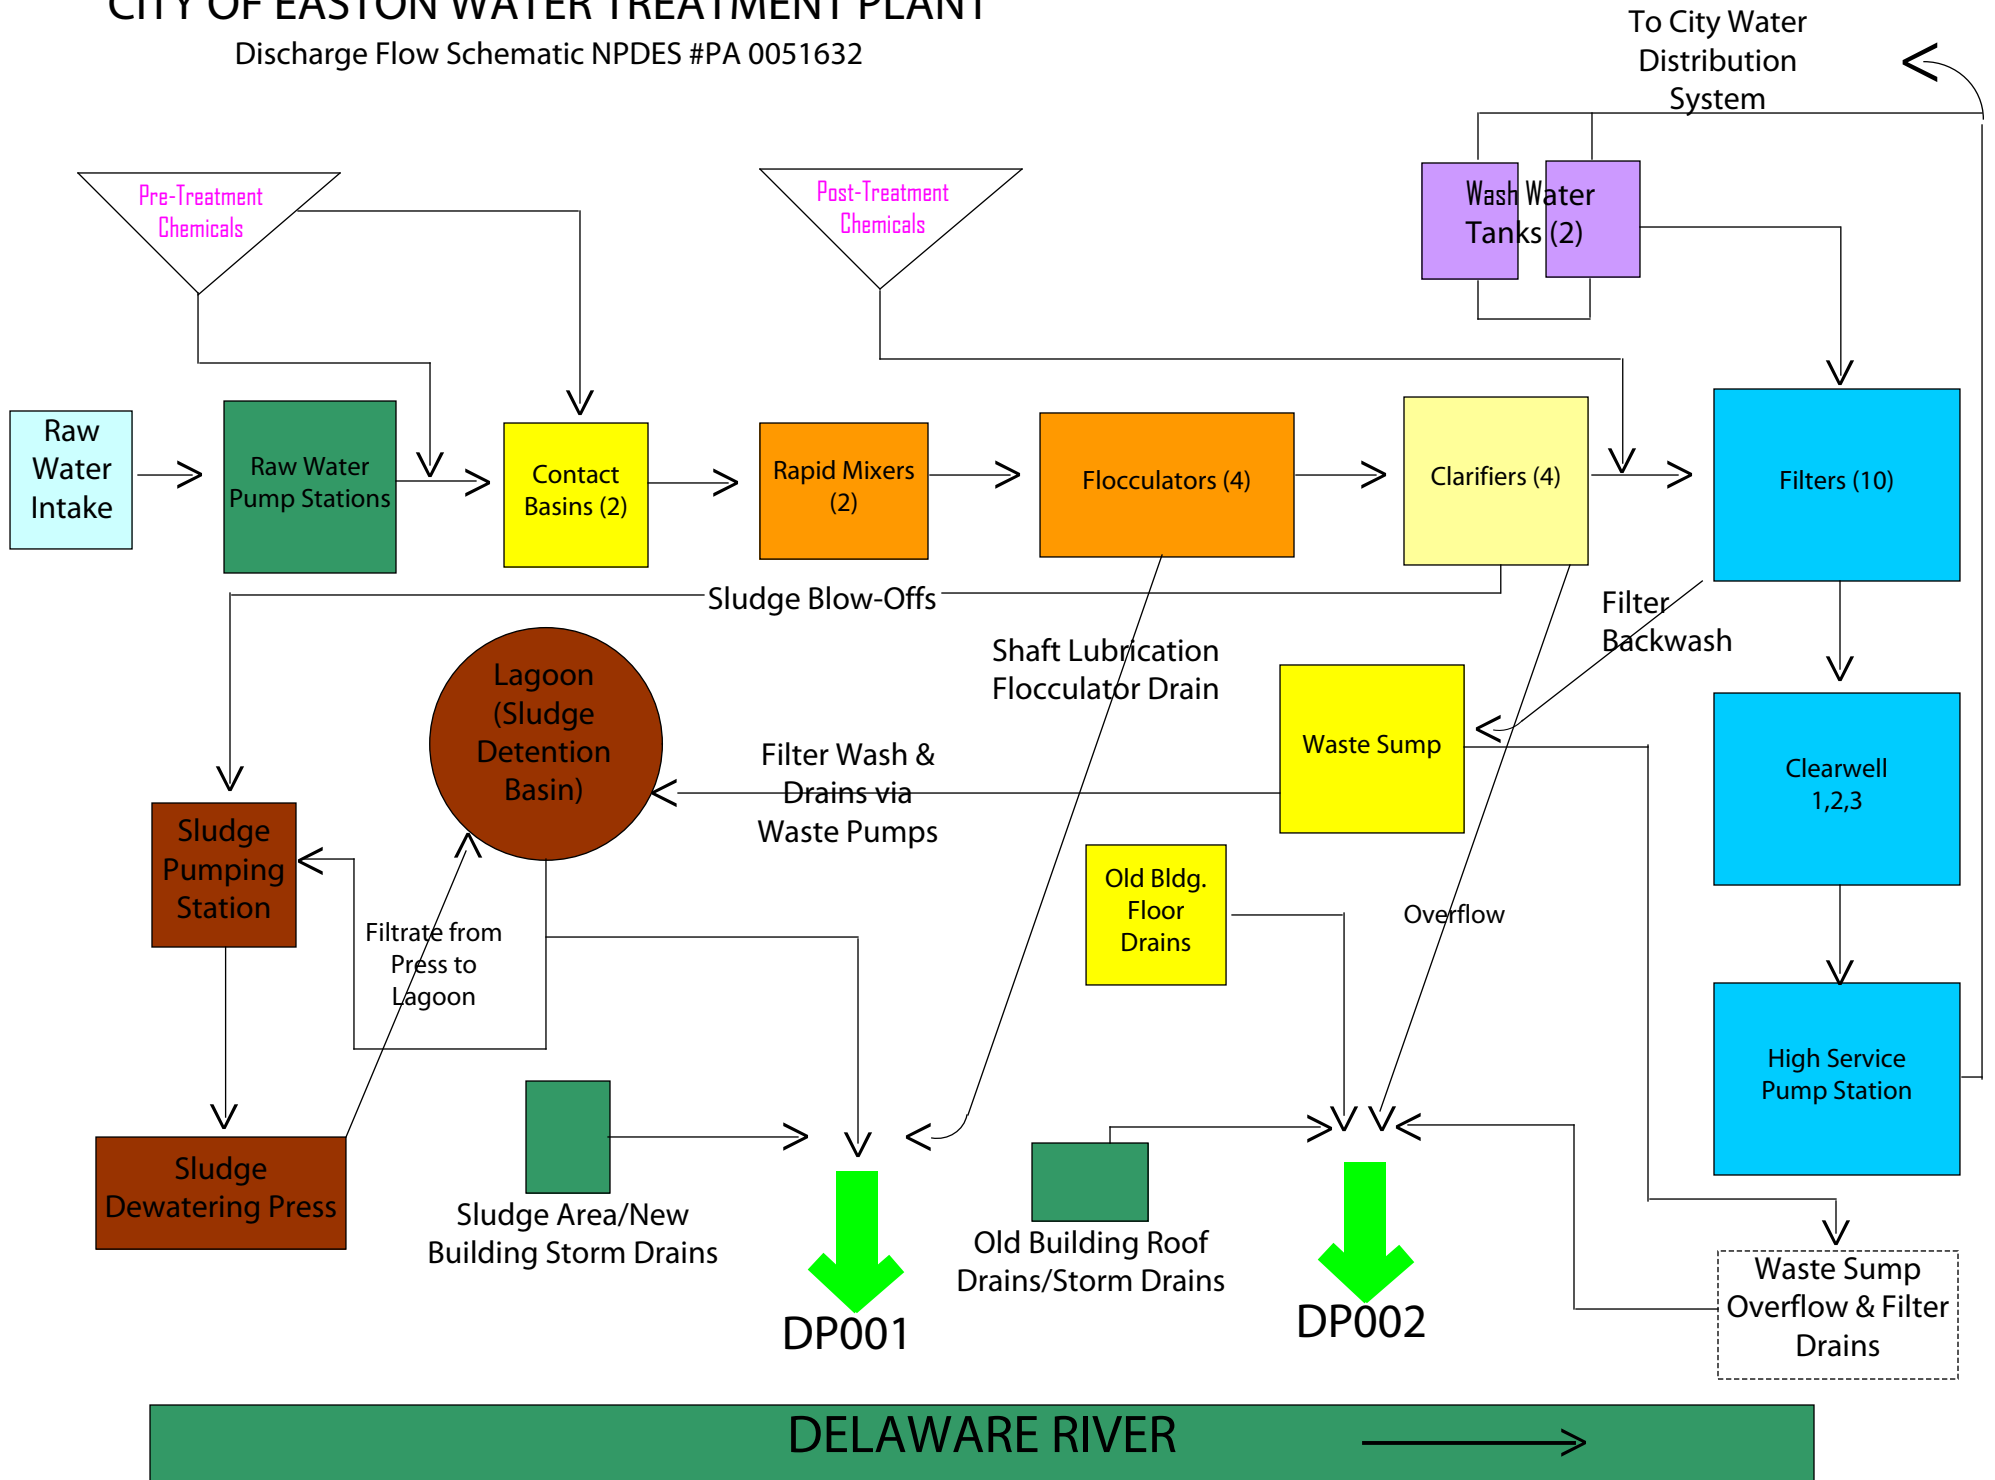 CITY OF EASTON WATER TREATMENT PLANT
Discharge Flow Schematic NPDES #PA 0051632
To City Water
Distribution
System
Pre-Treatment
Chemicals
Post-Treatment
Chemicals
Wash Water
Tanks (2)
Raw
Water
Intake
Raw Water
Pump Stations
Contact
Basins (2)
Rapid Mixers
(2)
Flocculators (4)
Clarifiers (4)
Filters (10)
Sludge Blow-Offs
Filter
Backwash
Shaft Lubrication
Flocculator Drain
Lagoon
(Sludge
Detention
Basin)
Filter Wash &
Drains via
Waste Pumps
Waste Sump
Clearwell
1,2,3
Sludge
Pumping
Station
Old Bldg.
Floor
Drains
Overflow
Filtrate from
Press to
Lagoon
High Service
Pump Station
Sludge
Dewatering Press
Sludge Area/New
Building Storm Drains
Old Building Roof
Drains/Storm Drains
Waste Sump
Overflow & Filter
Drains
DP001
DP002
DELAWARE RIVER